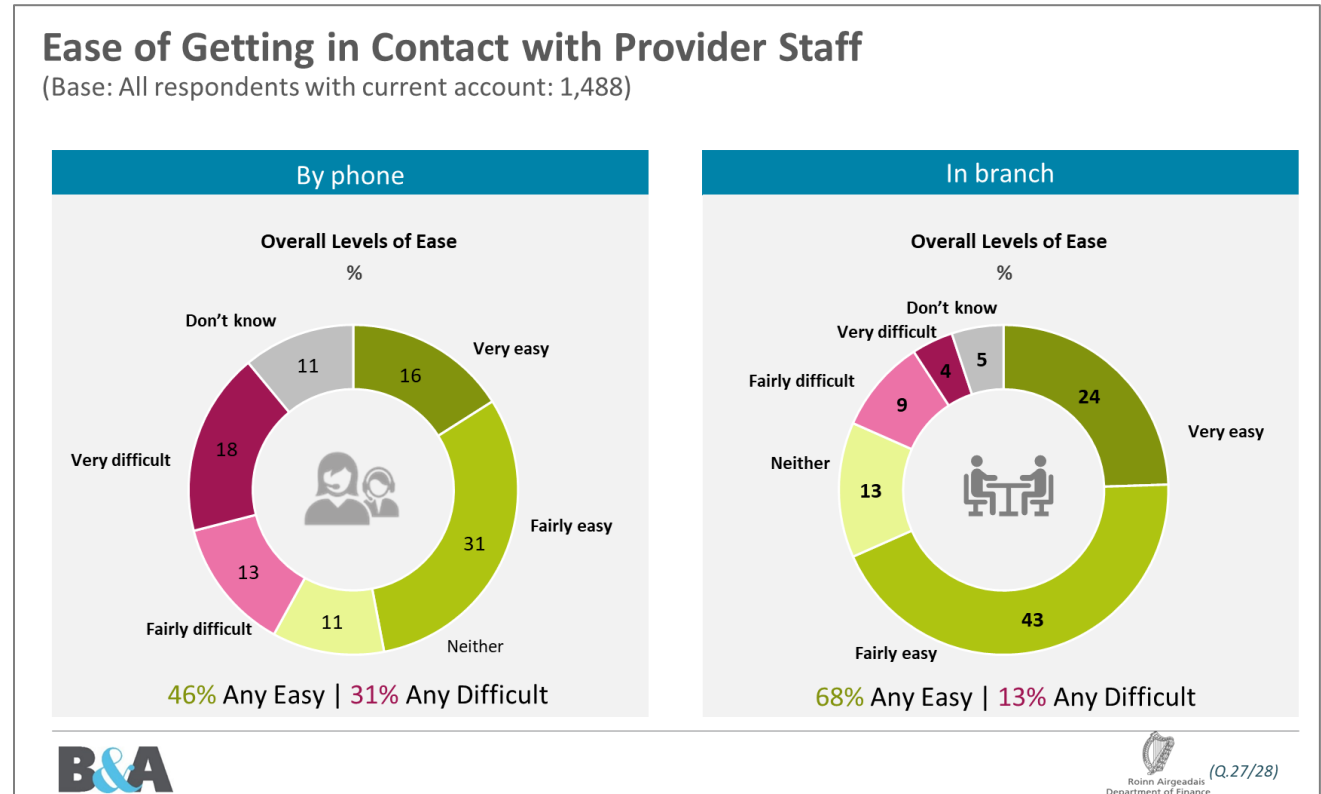 Ease of Getting in Contact with Provider Staff
(Base: All respondents with current account: 1,488)
By phone
Overall Levels of Ease
%
Don't know
11
16
Very easy
Very difficult
18
31
Fairly easy
13
Fairly difficult
11
Neither
46% Any Easy | 31% Any Difficult
In branch
Overall Levels of Ease
%
Don't know
Very difficult
4
5
Fairly difficult
9
24
Very easy
Neither
13
43
Fairly easy
68% Any Easy | 13% Any Difficult
B&A
Roinn Airgeadais
Department of Finance
(Q.27/28)